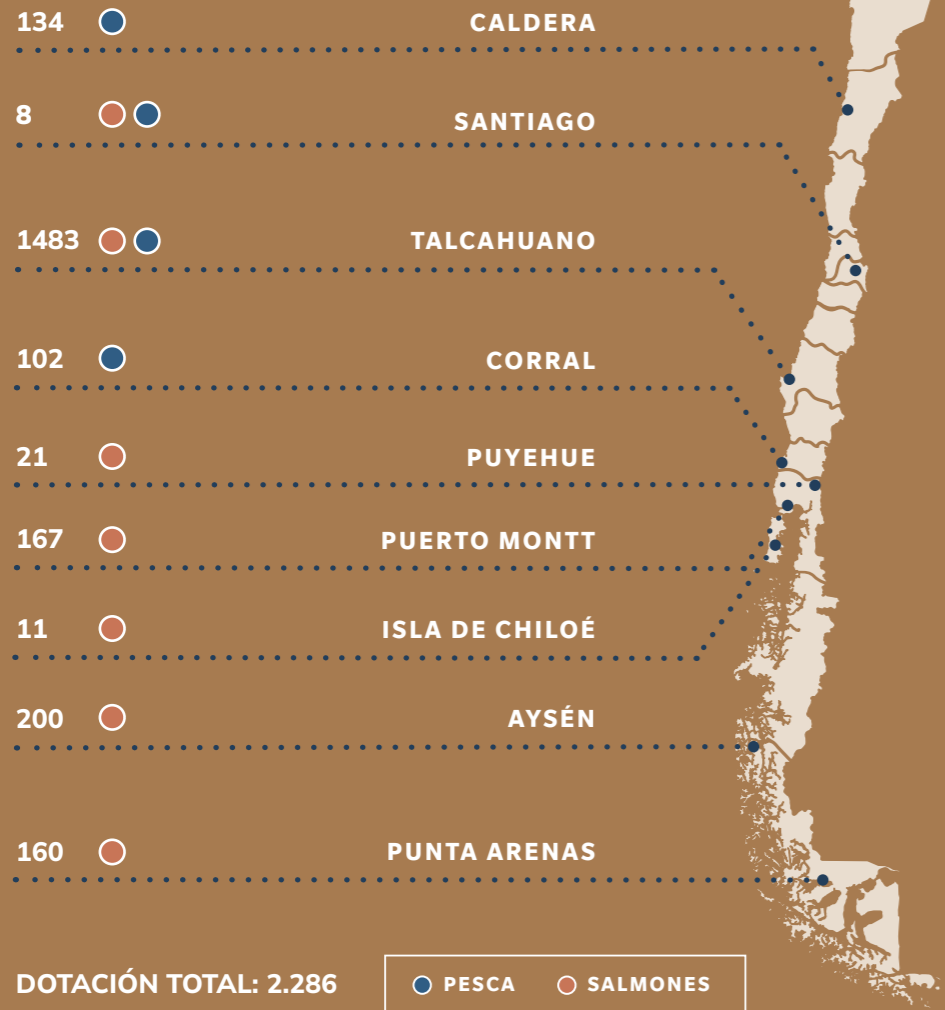 134 CALDERA
8 SANTIAGO
1483 TALCAHUANO
102 CORRAL
21 PUYEHUE
167 PUERTO MONTT
11 ISLA DE CHILOÉ
200 AYSÉN
160 PUNTA ARENAS
DOTACIÓN TOTAL: 2.286 PESCA SALMONES